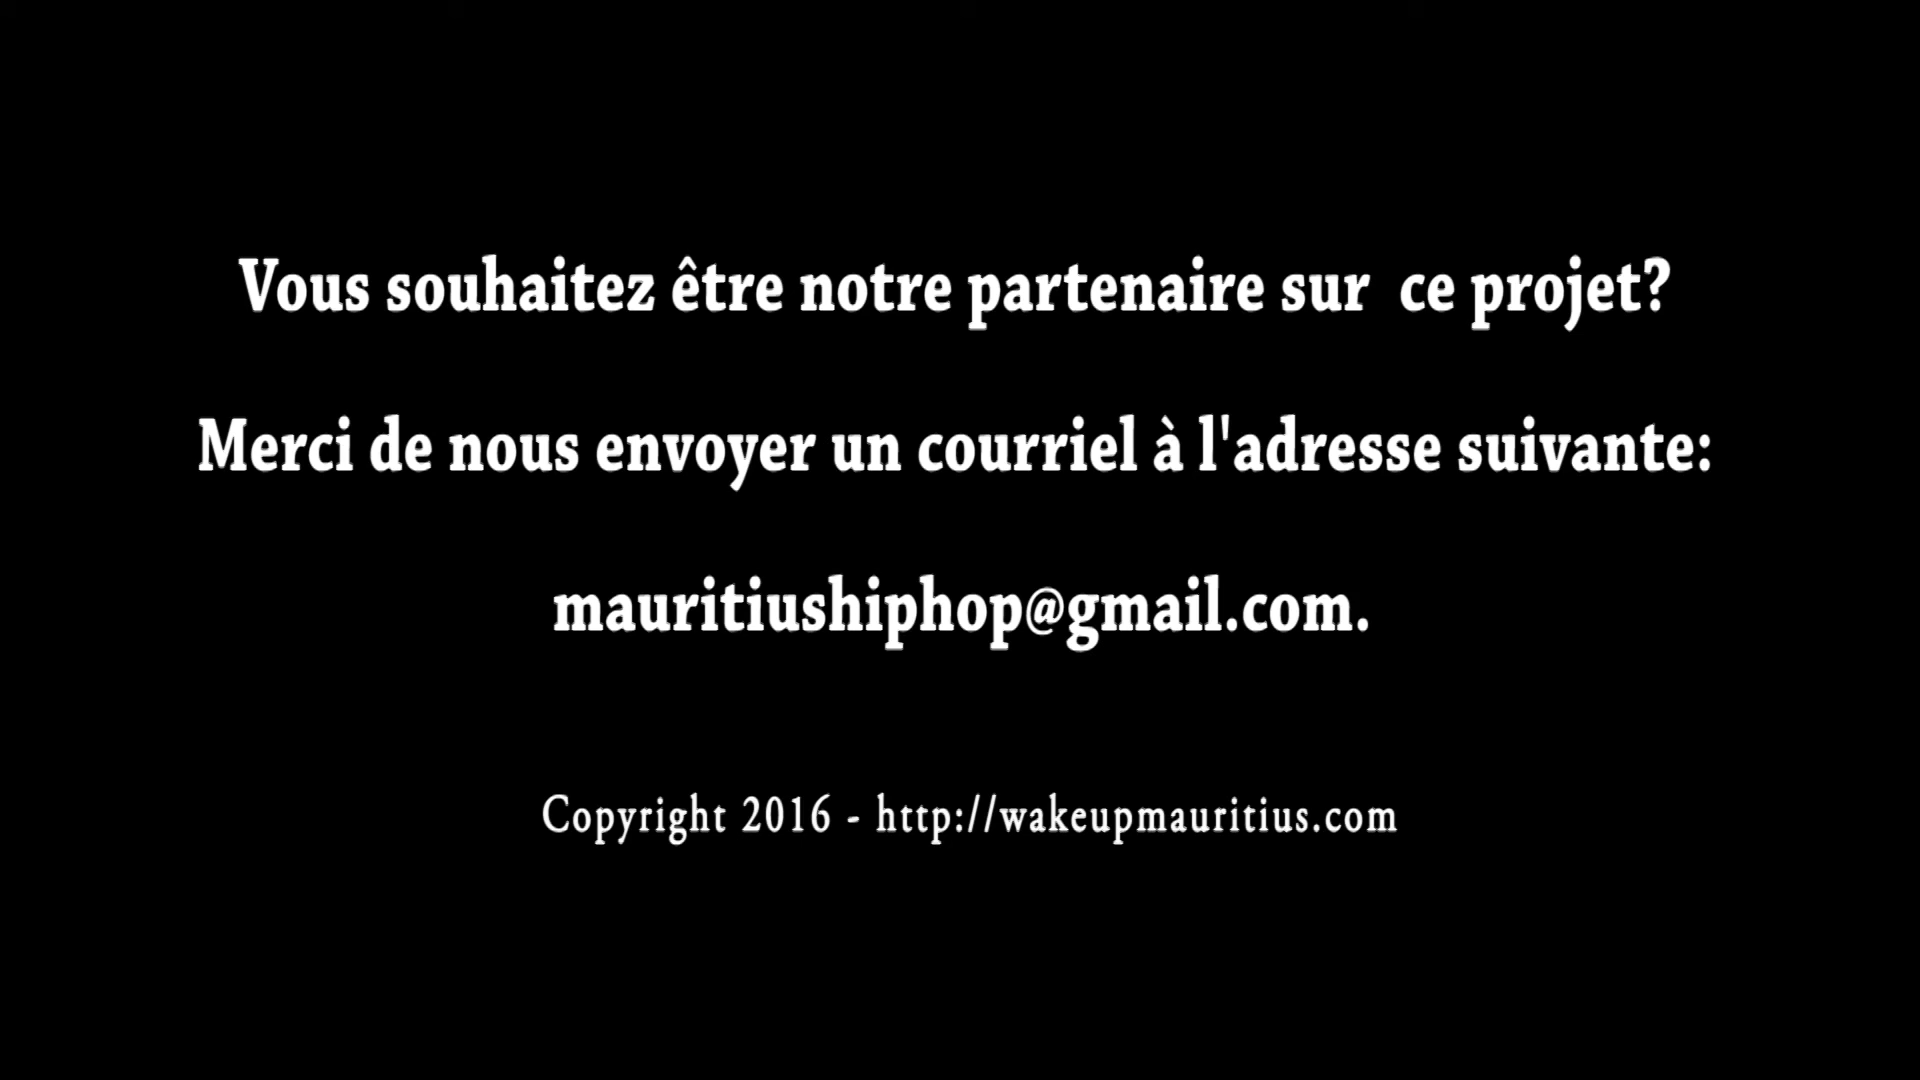 Vous souhaitez être notre partenaire sur  ce projet?
Merci de nous envoyer un courriel à l'adresse suivante:
mauritiushiphop@gmail.com.
Copyright 2016 - http://wakeupmauritius.com